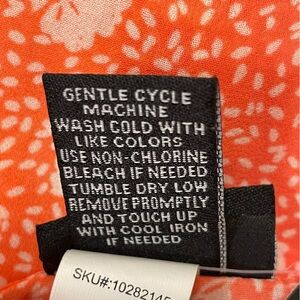 GENTLE CYCLE
MACHINE
WASH COLD WITH
LIKE COLORS
USE NON-CHLORINE
BLEACH IF NEEDED
TUMBLE DRY LOW
REMOVE PROMPTLY
AND TOUCH UP
WITH COOL IRON
IF NEEDED